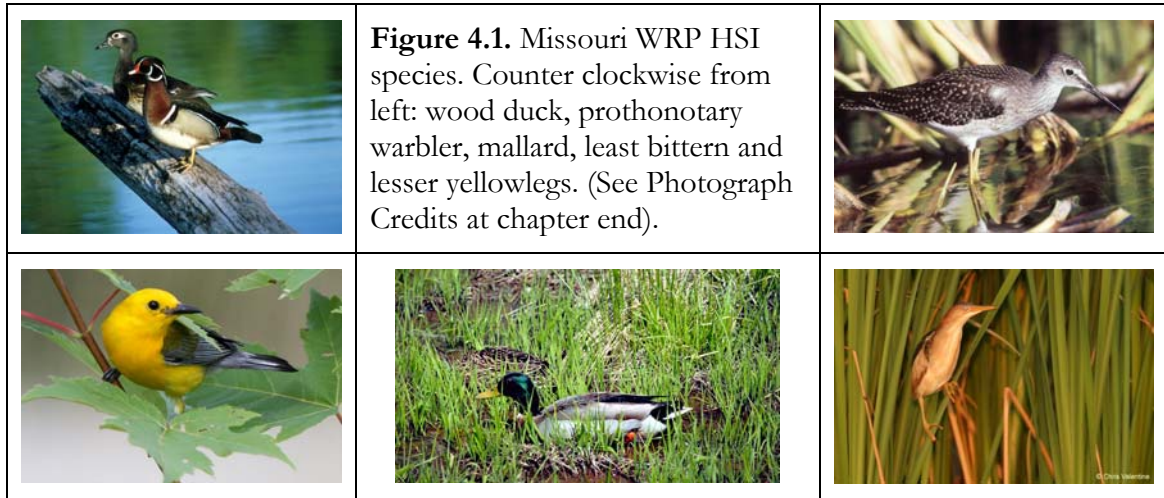 Figure 4.1. Missouri WRP HSI
species. Counter clockwise from
left: wood duck, prothonotary
warbler, mallard, least bittern and
lesser yellowlegs. (See Photograph
Credits at chapter end).
© Chris Valentine